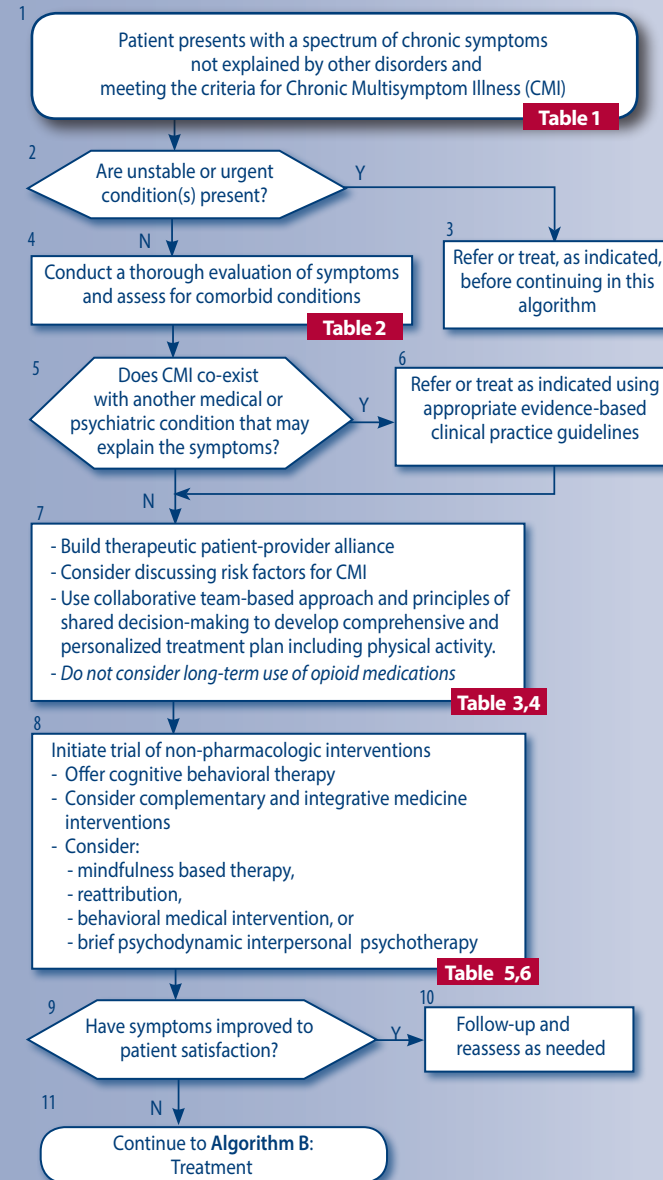 1
Patient presents with a spectrum of chronic symptoms
not explained by other disorders and
meeting the criteria for Chronic Multisymptom Illness (CMI)
Table 1
2
Are unstable or urgent
condition(s) present?
Y
N
3
Refer or treat, as indicated,
before continuing in this
algorithm
4
Conduct a thorough evaluation of symptoms
and assess for comorbid conditions
Table 2
5
Does CMI co-exist
with another medical or
psychiatric condition that may
explain the symptoms?
Y
N
6
Refer or treat as indicated using
appropriate evidence-based
clinical practice guidelines
7
- Build therapeutic patient-provider alliance
- Consider discussing risk factors for CMI
- Use collaborative team-based approach and principles of
shared decision-making to develop comprehensive and
personalized treatment plan including physical activity.
- Do not consider long-term use of opioid medications
Table 3,4
8
Initiate trial of non-pharmacologic interventions
- Offer cognitive behavioral therapy
- Consider complementary and integrative medicine
interventions
- Consider:
- mindfulness based therapy,
- reattribution,
- behavioral medical intervention, or
- brief psychodynamic interpersonal psychotherapy
Table 5,6
9
Have symptoms improved to
patient satisfaction?
Y
N
10
Follow-up and
reassess as needed
11
Continue to Algorithm B:
Treatment